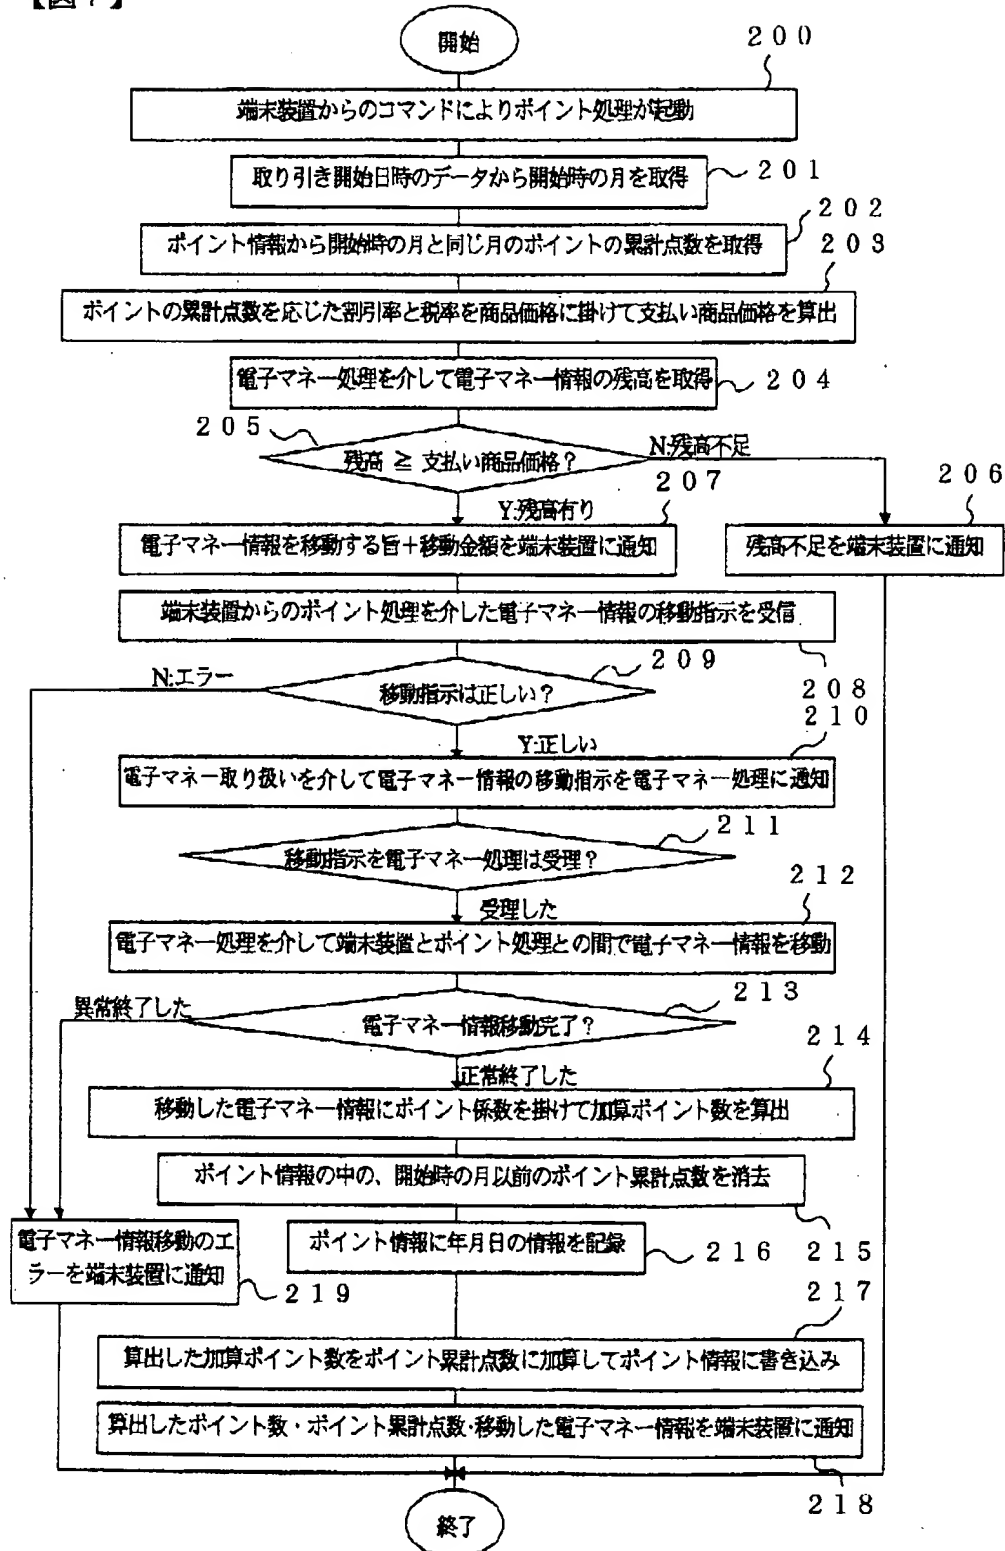 【図7】
開始
200
端末装置からのコマンドによりポイント処理が起動
取り引き開始日時のデータから開始時の月を取得
201
202
ポイント情報から開始時の月と同じ月のポイントの累計点数を取得
203
ポイントの累計点数を応じた割引率と税率を商品価格に掛けて支払い商品価格を算出
電子マネー処理を介して電子マネー情報の残高を取得
204
205
残高 ≧ 支払い商品価格?
N:残高不足
207
206
Y:残高有り
電子マネー情報を移動する旨+移動金額を端末装置に通知
残高不足を端末装置に通知
端末装置からのポイント処理を介した電子マネー情報の移動指示を受信
209
N:エラー
移動指示は正しい?
208
210
Y:正しい
電子マネー取り扱いを介して電子マネー情報の移動指示を電子マネー処理に通知
211
移動指示を電子マネー処理は受理?
212
受理した
電子マネー処理を介して端末装置とポイント処理との間で電子マネー情報を移動
213
異常終了した
電子マネー情報移動完了?
214
正常終了した
移動した電子マネー情報にポイント係数を掛けて加算ポイント数を算出
ポイント情報の中の、開始時の月以前のポイント累計点数を消去
電子マネー情報移動のエ
ラーを端末装置に通知
219
ポイント情報に年月日の情報を記録
216
215
217
算出した加算ポイント数をポイント累計点数に加算してポイント情報に書き込み
算出したポイント数・ポイント累計点数・移動した電子マネー情報を端末装置に通知
218
終了